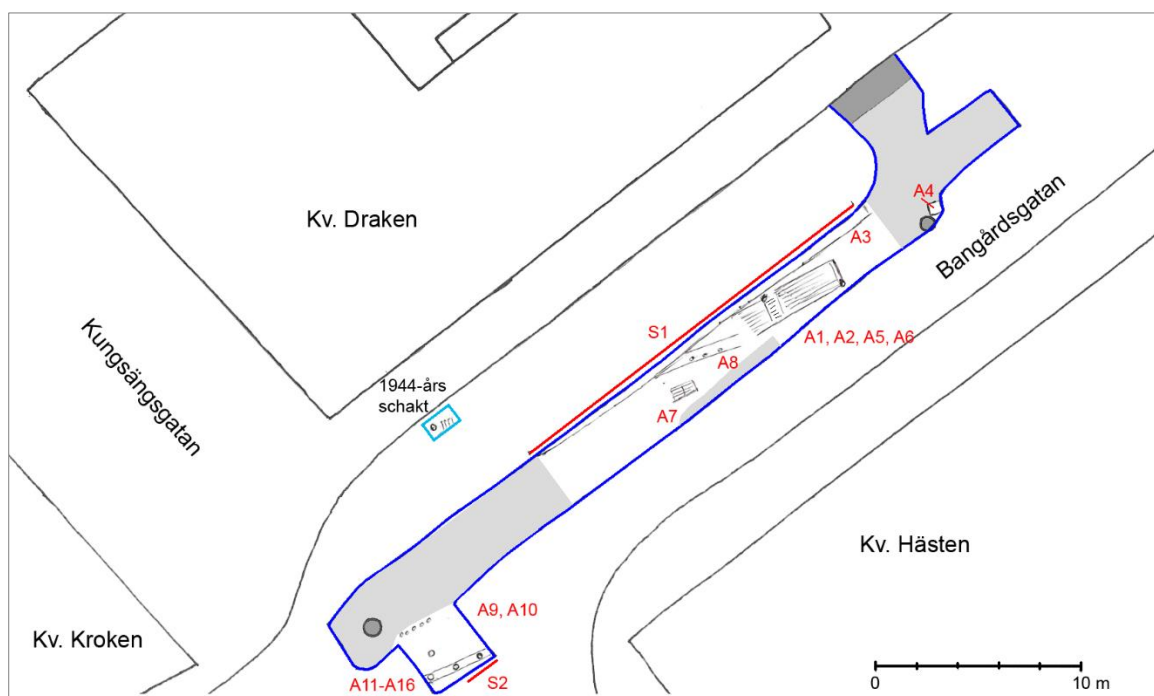 Kv. Draken
A4
Bangårdsgatan
A3
S1
A1, A2, A5, A6
Kungsängsgatan
A8
1944-års
schakt
A7
Kv. Hästen
A9, A10
Kv. Kroken
A11-A16
S2
0
10 m